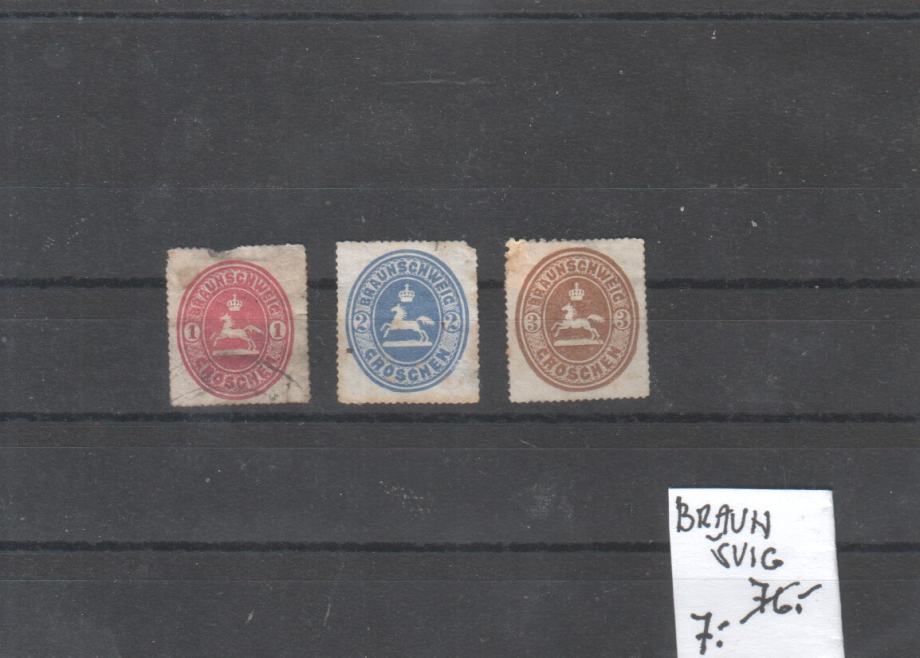 BRAUNSCHWEIG
1 1
GROSCHEN
BRAUNSCHWEIG
2 2
GROSCHEN
BRAUNSCHWEIG
3 3
GROSCHEN
BRAUN
SVIG
76.-
7.-